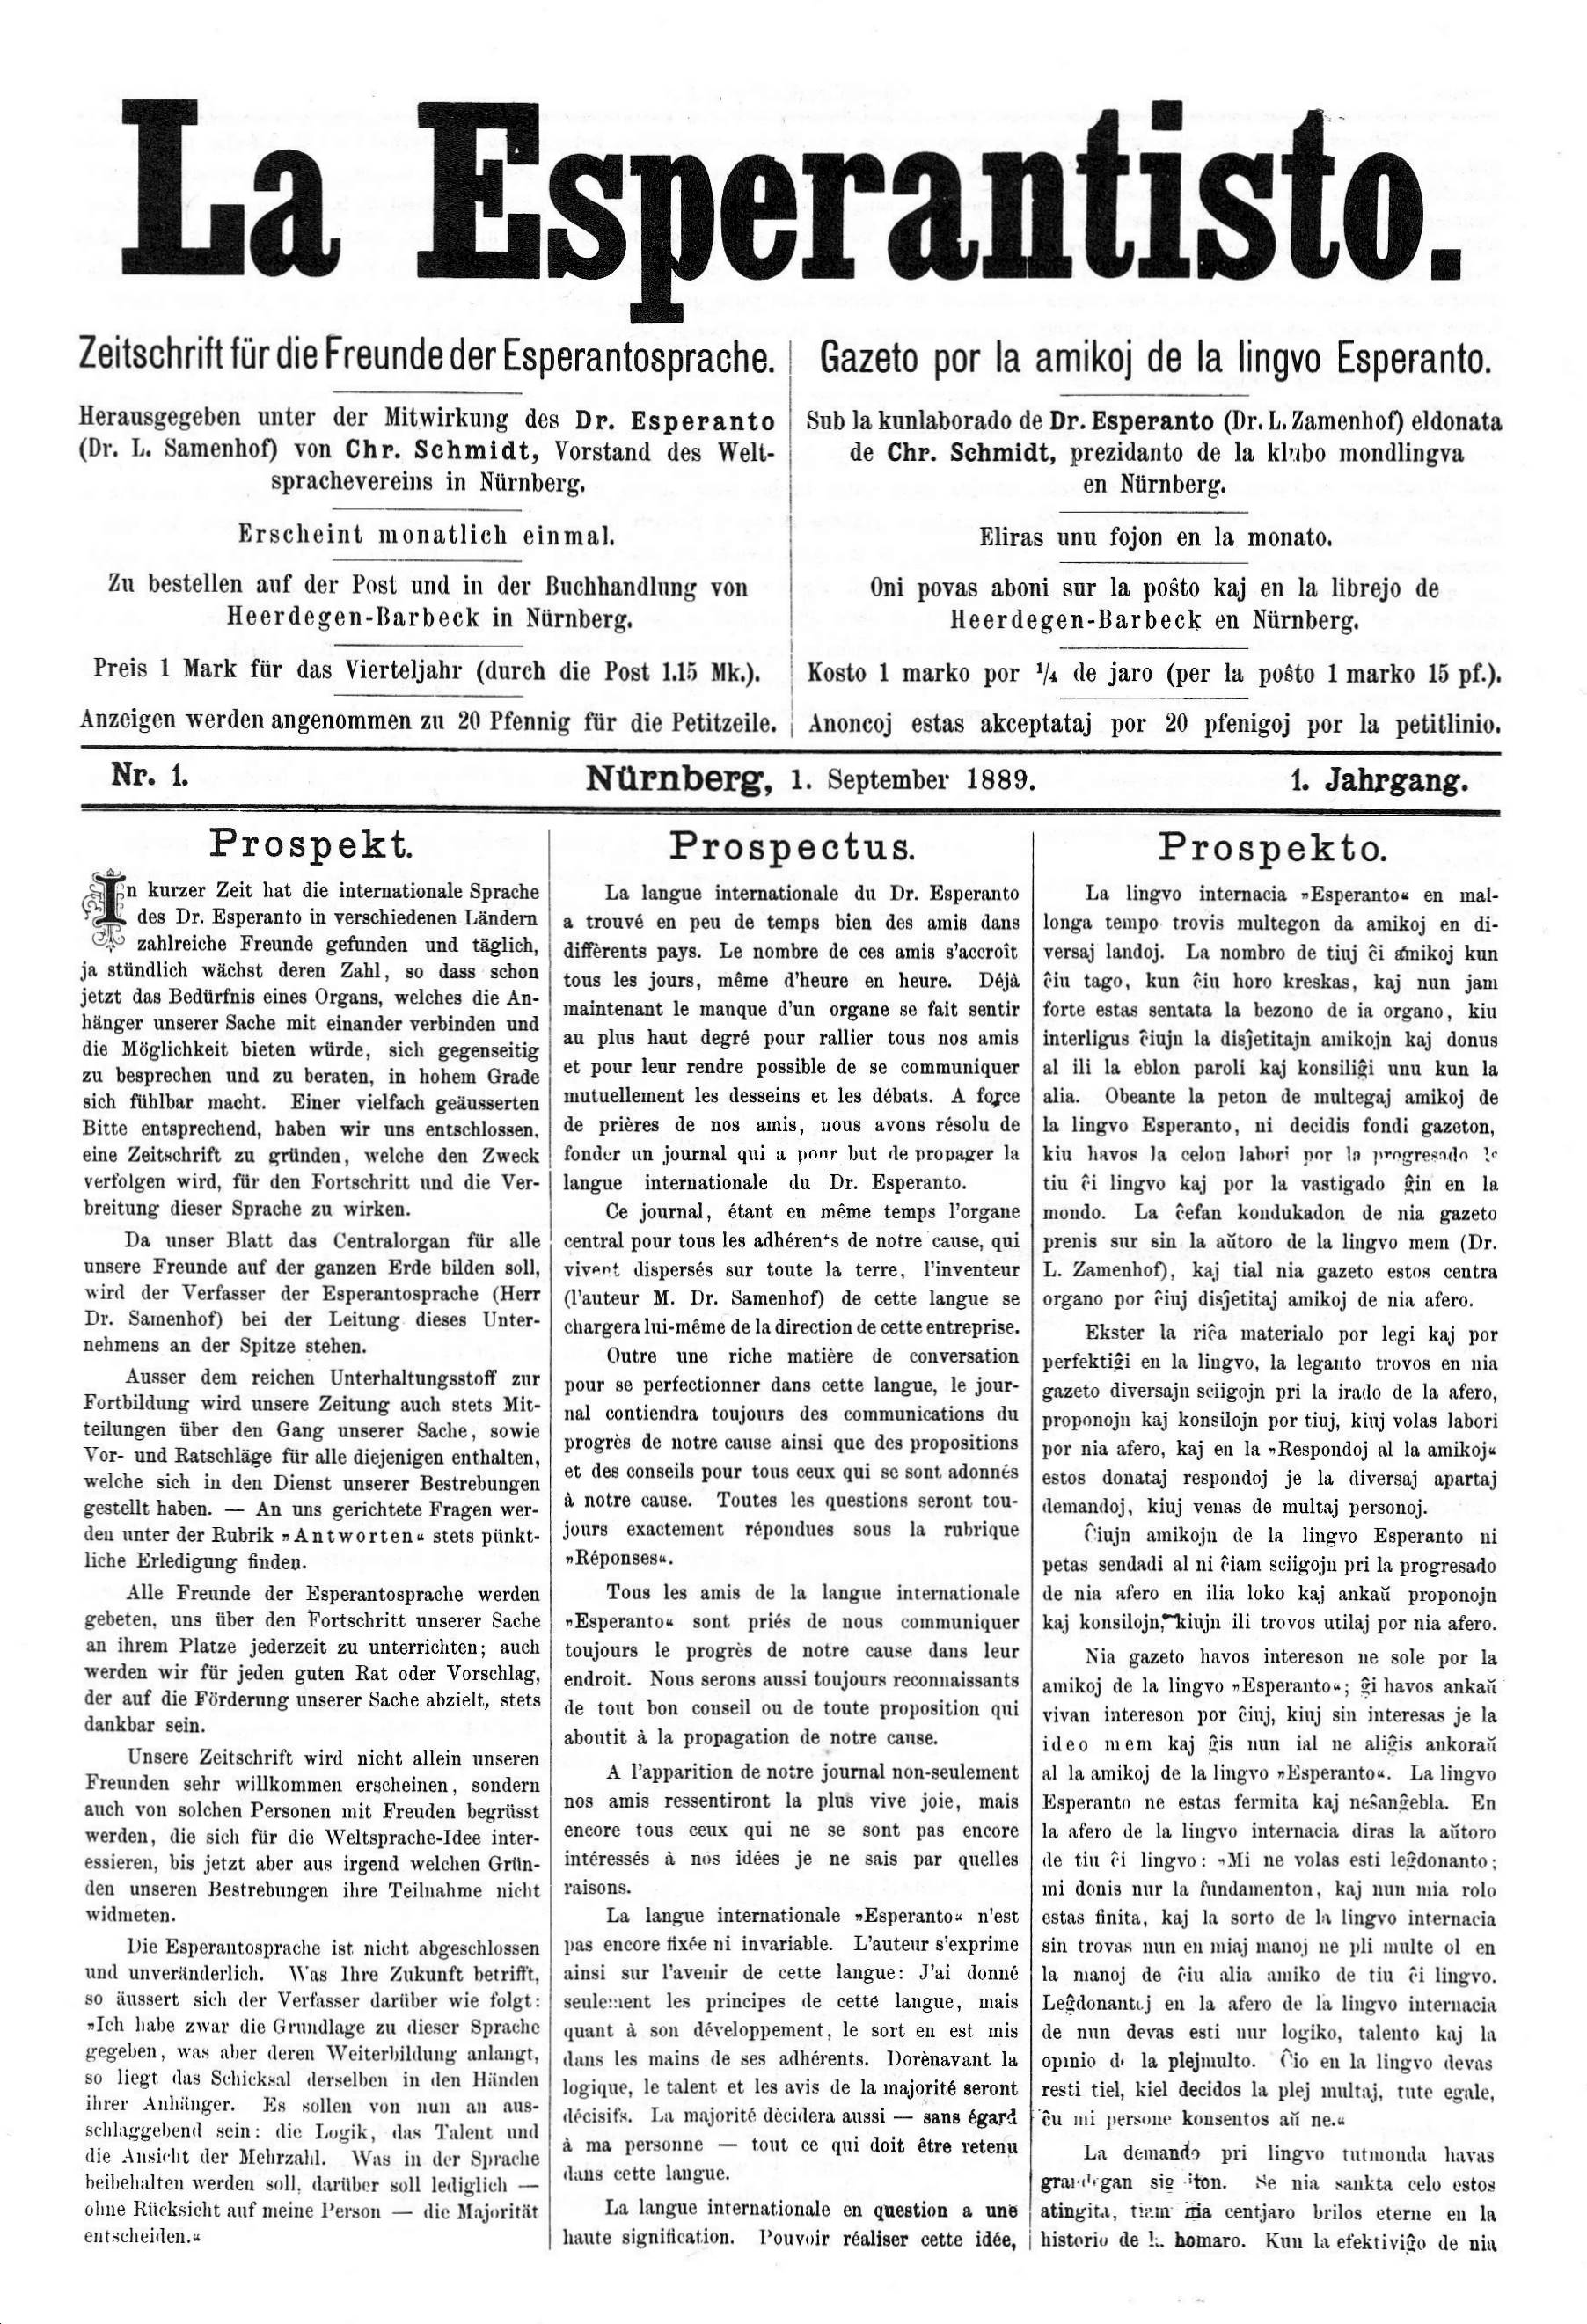 La Esperantisto.
Zeitschrift für die Freunde der Esperantosprache.
Herausgegeben unter der Mitwirkung des Dr. Esperanto
(Dr. L. Samenhof) von Chr. Schmidt, Vorstand des Welt-
sprachevereins in Nürnberg.
Erscheint monatlich einmal.
Zu bestellen auf der Post und in der Buchhandlung von
Heerdegen-Barbeck in Nürnberg.
Preis 1 Mark für das Vierteljahr (durch die Post 1.15 Mk.).
Anzeigen werden angenommen zu 20 Pfennig für die Petitzeile.
Gazeto por la amikoj de la lingvo Esperanto.
Sub la kunlaborado de Dr. Esperanto (Dr. L. Zamenhof) eldonata
de Chr. Schmidt, prezidanto de la klubo mondlingva
en Nürnberg.
Eliras unu fojon en la monato.
Oni povas aboni sur la poŝto kaj en la librejo de
Heerdegen-Barbeck en Nürnberg.
Kosto 1 marko por 1/4 de jaro (per la poŝto 1 marko 15 pf.).
Anoncoj estas akceptataj por 20 pfenigoj por la petitlinio.
Nr. 1. Nürnberg, 1. September 1889. 1. Jahrgang.
Prospekt.
In kurzer Zeit hat die internationale Sprache
des Dr. Esperanto in verschiedenen Ländern
zahlreiche Freunde gefunden und täglich,
ja stündlich wächst deren Zahl, so dass schon
jetzt das Bedürfnis eines Organs, welches die An-
hänger unserer Sache mit einander verbinden und
die Möglichkeit bieten würde, sich gegenseitig
zu besprechen und zu beraten, in hohem Grade
sich fühlbar macht. Einer vielfach geäusserten
Bitte entsprechend, haben wir uns entschlossen,
eine Zeitschrift zu gründen, welche den Zweck
verfolgen wird, für den Fortschritt und die Ver-
breitung dieser Sprache zu wirken.
Da unser Blatt das Centralorgan für alle
unsere Freunde auf der ganzen Erde bilden soll,
wird der Verfasser der Esperantosprache (Herr
Dr. Samenhof) bei der Leitung dieses Unter-
nehmens an der Spitze stehen.
Ausser dem reichen Unterhaltungsstoff zur
Fortbildung wird unsere Zeitung auch stets Mit-
teilungen über den Gang unserer Sache, sowie
Vor- und Ratschläge für alle diejenigen enthalten,
welche sich in den Dienst unserer Bestrebungen
gestellt haben. — An uns gerichtete Fragen wer-
den unter der Rubrik »Antworten« stets pünkt-
liche Erledigung finden.
Alle Freunde der Esperantosprache werden
gebeten, uns über den Fortschritt unserer Sache
an ihrem Platze jederzeit zu unterrichten; auch
werden wir für jeden guten Rat oder Vorschlag,
der auf die Förderung unserer Sache abzielt, stets
dankbar sein.
Unsere Zeitschrift wird nicht allein unseren
Freunden sehr willkommen erscheinen, sondern
auch von solchen Personen mit Freuden begrüsst
werden, die sich für die Weltsprache-Idee inter-
essieren, bis jetzt aber aus irgend welchen Grün-
den unseren Bestrebungen ihre Teilnahme nicht
widmeten.
Die Esperantosprache ist nicht abgeschlossen
und unveränderlich. Was Ihre Zukunft betrifft,
so äussert sich der Verfasser darüber wie folgt:
»Ich habe zwar die Grundlage zu dieser Sprache
gegeben, was aber deren Weiterbildung anlangt,
so liegt das Schicksal derselben in den Händen
ihrer Anhänger. Es sollen von nun an aus-
schlaggebend sein: die Logik, das Talent und
die Ansicht der Mehrzahl. Was in der Sprache
beibehalten werden soll, darüber soll lediglich —
ohne Rücksicht auf meine Person — die Majorität
entscheiden.«
Prospectus.
La langue internationale du Dr. Esperanto
a trouvé en peu de temps bien des amis dans
diffèrents pays. Le nombre de ces amis s'accroît
tous les jours, même d'heure en heure. Déjà
maintenant le manque d'un organe se fait sentir
au plus haut degré pour rallier tous nos amis
et pour leur rendre possible de se communiquer
mutuellement les desseins et les débats. A force
de prières de nos amis, nous avons résolu de
fonder un journal qui a pour but de propager la
langue internationale du Dr. Esperanto.
Ce journal, étant en même temps l'organe
central pour tous les adhérents de notre cause, qui
vivent dispersés sur toute la terre, l'inventeur
(l'auteur M. Dr. Samenhof) de cette langue se
chargera lui-même de la direction de cette entreprise.
Outre une riche matière de conversation
pour se perfectionner dans cette langue, le jour-
nal contiendra toujours des communications du
progrès de notre cause ainsi que des propositions
et des conseils pour tous ceux qui se sont adonnés
à notre cause. Toutes les questions seront tou-
jours exactement répondues sous la rubrique
»Réponses«.
Tous les amis de la langue internationale
»Esperanto« sont priés de nous communiquer
toujours le progrès de notre cause dans leur
endroit. Nous serons aussi toujours reconnaissants
de tout bon conseil ou de toute proposition qui
aboutit à la propagation de notre cause.
A l'apparition de notre journal non-seulement
nos amis ressentiront la plus vive joie, mais
encore tous ceux qui ne se sont pas encore
intéressés à nos idées je ne sais par quelles
raisons.
La langue internationale »Esperanto« n'est
pas encore fixée ni invariable. L'auteur s'exprime
ainsi sur l'avenir de cette langue: J'ai donné
seulement les principes de cette langue, mais
quant à son développement, le sort en est mis
dans les mains de ses adhérents. Dorènavant la
logique, le talent et les avis de la majorité seront
décisifs. La majorité dècidera aussi — sans égard
à ma personne — tout ce qui doit être retenu
dans cette langue.
La langue internationale en question a une
haute signification. Pouvoir réaliser cette idée,
Prospekto.
La lingvo internacia »Esperanto« en mal-
longa tempo trovis multegon da amikoj en di-
versaj landoj. La nombro de tiuj ĉi amikoj kun
ĉiu tago, kun ĉiu horo kreskas, kaj nun jam
forte estas sentata la bezono de ia organo, kiu
interligus ĉiujn la disĵetitajn amikojn kaj donus
al ili la eblon paroli kaj konsiliĝi unu kun la
alia. Obeante la peton de multegaj amikoj de
la lingvo Esperanto, ni decidis fondi gazeton,
kiu havos la celon labori por la progresado
tiu ĉi lingvo kaj por la vastigado ĝin en la
mondo. La ĉefan kondukadon de nia gazeto
prenis sur sin la aŭtoro de la lingvo mem (Dr.
L. Zamenhof), kaj tial nia gazeto estos centra
organo por ĉiuj disĵetitaj amikoj de nia afero.
Ekster la riĉa materialo por legi kaj por
perfektiĝi en la lingvo, la leganto trovos en nia
gazeto diversajn sciigojn pri la irado de la afero,
proponojn kaj konsilojn por tiuj, kiuj volas labori
por nia afero, kaj en la »Respondoj al la amikoj«
estos donataj respondoj je la diversaj apartaj
demandoj, kiuj venas de multaj personoj.
Ĉiujn amikojn de la lingvo Esperanto ni
petas sendadi al ni ĉiam sciigojn pri la progresado
de nia afero en ilia loko kaj ankaŭ proponojn
kaj konsilojn, kiujn ili trovos utilaj por nia afero.
Nia gazeto havos intereson ne sole por la
amikoj de la lingvo »Esperanto«; ĝi havos ankaŭ
vivan intereson por ĉiuj, kiuj sin interesas je la
ideo mem kaj ĝis nun ial ne aliĝis ankoraŭ
al la amikoj de la lingvo »Esperanto«. La lingvo
Esperanto ne estas fermita kaj neŝanĝebla. En
la afero de la lingvo internacia diras la aŭtoro
de tiu ĉi lingvo: »Mi ne volas esti leĝdonanto;
mi donis nur la fundamenton, kaj nun mia rolo
estas finita, kaj la sorto de la lingvo internacia
sin trovas nun en miaj manoj ne pli multe ol en
la manoj de ĉiu alia amiko de tiu ĉi lingvo.
Leĝdonantoj en la afero de la lingvo internacia
de nun devas esti nur logiko, talento kaj la
opinio de la plejmulto. Ĉio en la lingvo devas
resti tiel, kiel decidos la plej multaj, tute egale,
ĉu mi persone konsentos aŭ ne.«
La demando pri lingvo tutmonda havas
grandegan Se nia sankta celo estos
atingita, tiam nia centjaro brilos eterne en la
historio de la homaro. Kun la efektiviĝo de nia